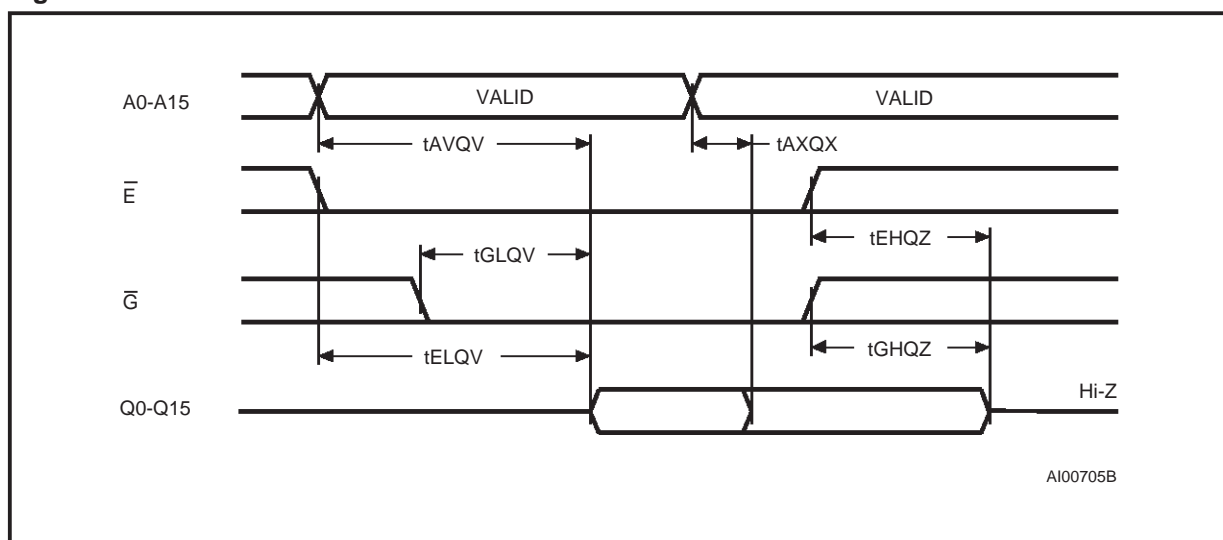 A0-A15 VALID VALID
tAVQV tAXQX
E̅
tEHQZ
tGLQV
G̅
tGHQZ
tELQV
Hi-Z
Q0-Q15
AI00705B